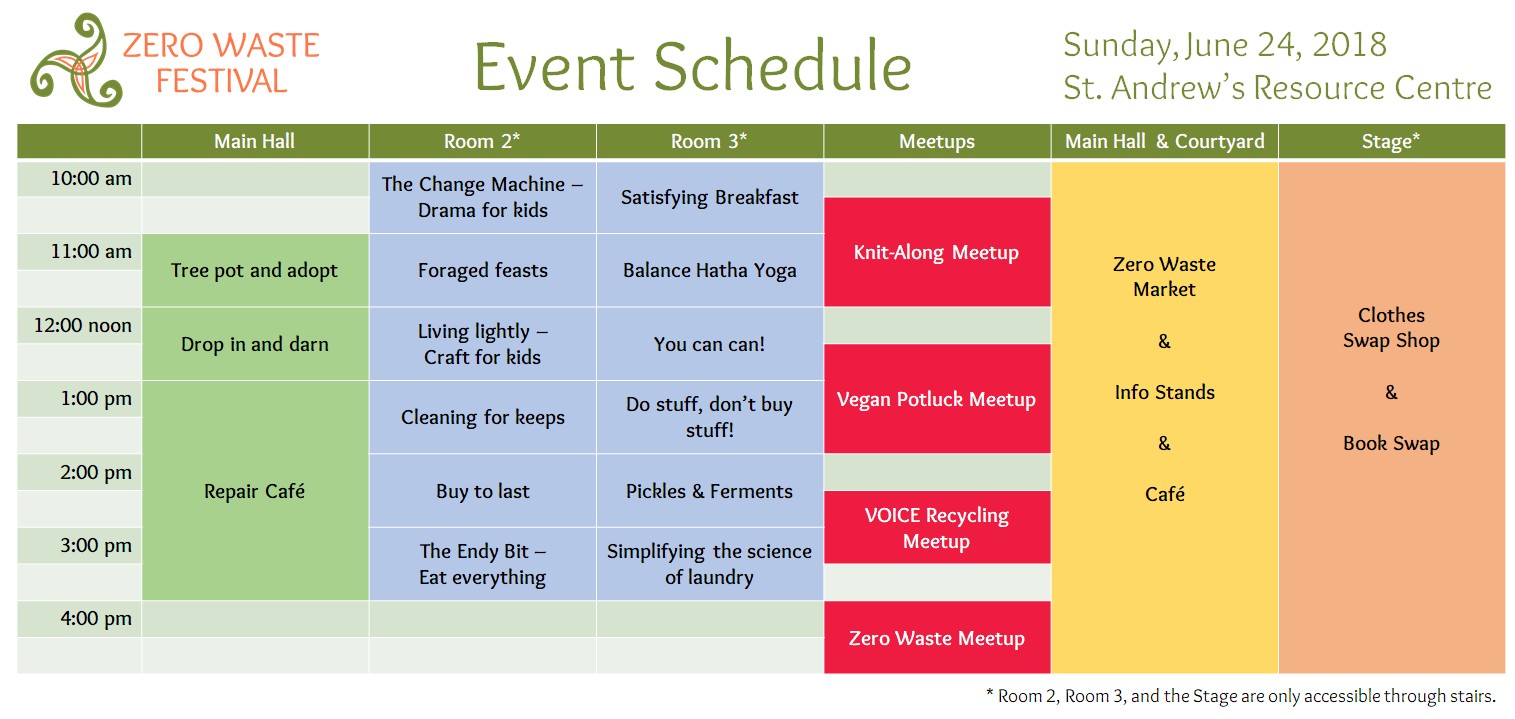 ZERO WASTE
FESTIVAL
Event Schedule
Sunday, June 24, 2018
St. Andrew's Resource Centre
Main Hall
Room 2*
Room 3*
Meetups
Main Hall & Courtyard
Stage*
10:00 am
The Change Machine –
Drama for kids
Satisfying Breakfast
Knit-Along Meetup
11:00 am
Tree pot and adopt
Foraged feasts
Balance Hatha Yoga
12:00 noon
Drop in and darn
Living lightly –
Craft for kids
You can can!
Vegan Potluck Meetup
1:00 pm
Repair Café
Cleaning for keeps
Do stuff, don't buy
stuff!
2:00 pm
Buy to last
Pickles & Ferments
VOICE Recycling
Meetup
3:00 pm
The Endy Bit –
Eat everything
Simplifying the science
of laundry
4:00 pm
Zero Waste Meetup
Zero Waste
Market
&
Info Stands
&
Café
Clothes
Swap Shop
&
Book Swap
* Room 2, Room 3, and the Stage are only accessible through stairs.